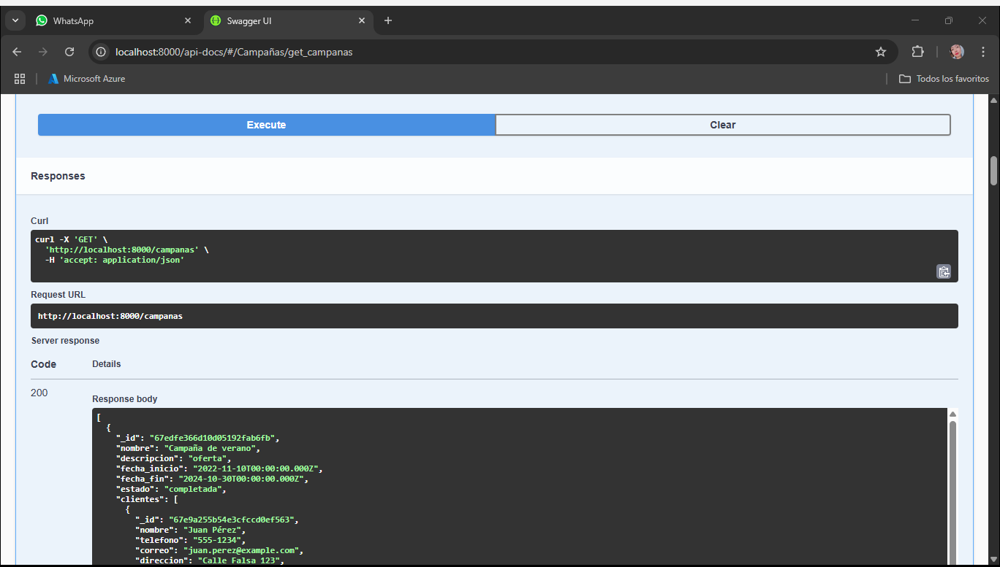 WhatsApp
Swagger UI
localhost:8000/api-docs/#/Campañas/get_campanas
Microsoft Azure
Todos los favoritos
Execute
Clear
Responses
Curl
curl -X 'GET' \
  'http://localhost:8000/campanas' \
  -H 'accept: application/json'
Request URL
http://localhost:8000/campanas
Server response
Code
Details
200
Response body
[
  {
    "_id": "67edfe366d10d05192fab6fb",
    "nombre": "Campaña de verano",
    "descripcion": "oferta",
    "fecha_inicio": "2022-11-10T00:00:00.000Z",
    "fecha_fin": "2024-10-30T00:00:00.000Z",
    "estado": "completada",
    "clientes": [
      {
        "_id": "67e9a255b54e3cfccd0ef563",
        "nombre": "Juan Pérez",
        "telefono": "555-1234",
        "correo": "juan.perez@example.com",
        "direccion": "Calle Falsa 123",